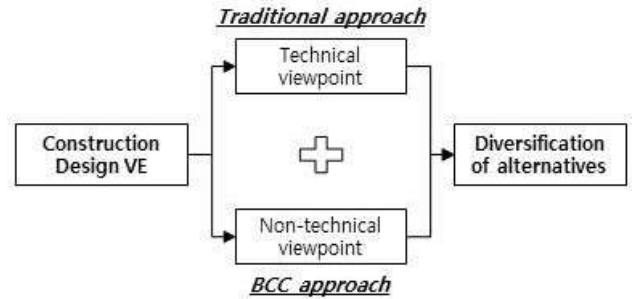 Traditional approach
Technical
viewpoint
Construction
Design VE
Diversification
of alternatives
Non-technical
viewpoint
BCC approach